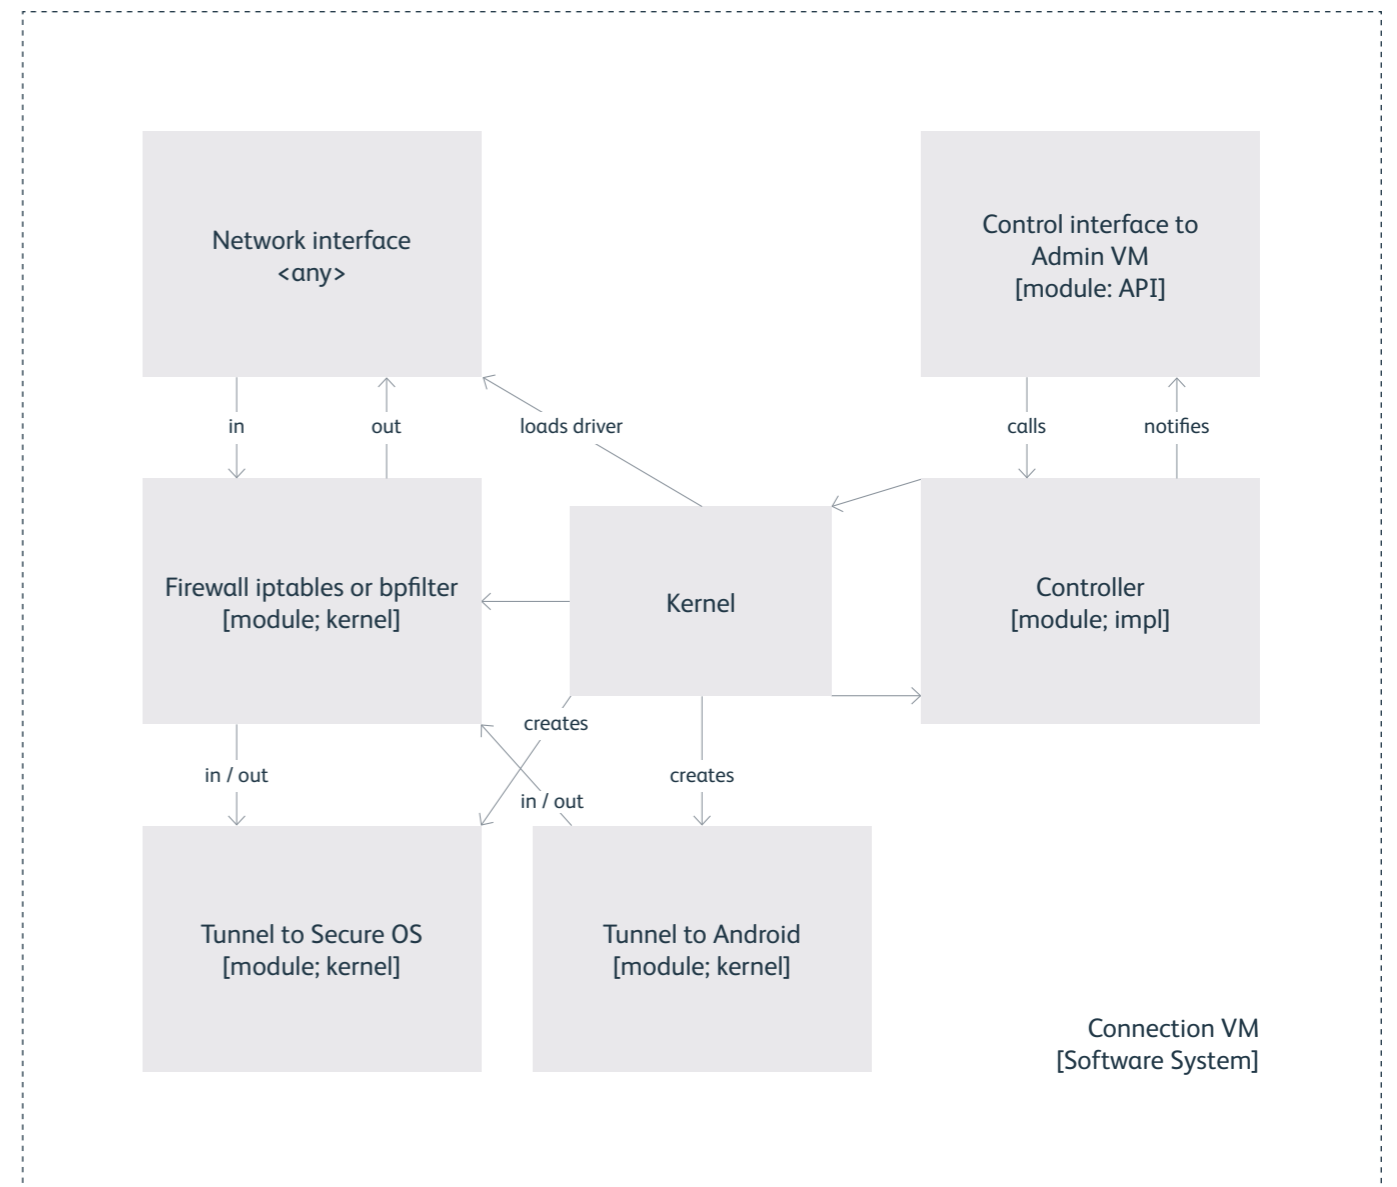 Network interface
<any>
Control interface to
Admin VM
[module: API]
in
out
loads driver
calls
notifies
Firewall iptables or bpfilter
[module; kernel]
Kernel
Controller
[module; impl]
creates
in / out
creates
in / out
Tunnel to Secure OS
[module; kernel]
Tunnel to Android
[module; kernel]
Connection VM
[Software System]